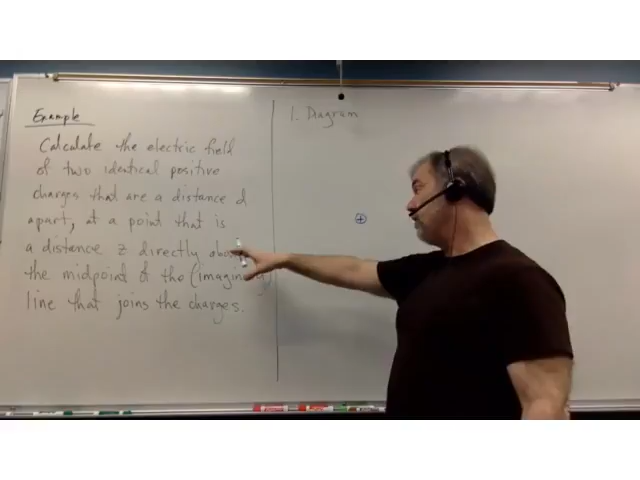 Example
Calculate the electric field
of two identical positive
charges that are a distance d
apart, at a point that is
a distance z directly
the midpoint of the (imaginary)
line that joins the charges.
1. Diagram
+